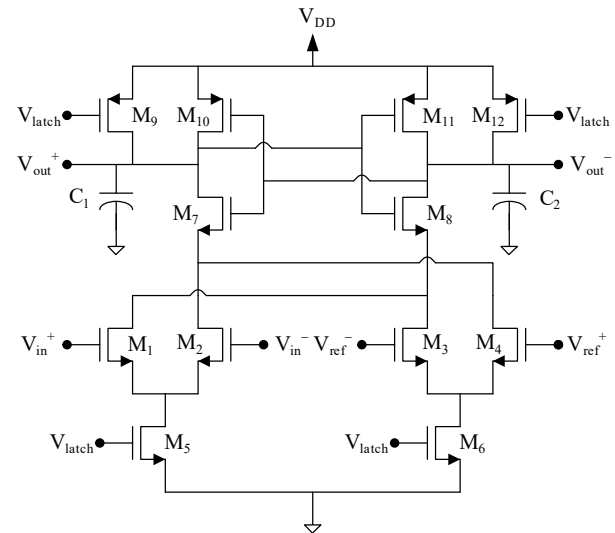 V_DD
V_latch M_9 M_10 M_11 M_12 V_latch
V_out^+ V_out^−
C_1 C_2
M_7 M_8
V_in^+ M_1 M_2 V_in^− V_ref^− M_3 M_4 V_ref^+
V_latch M_5 V_latch M_6